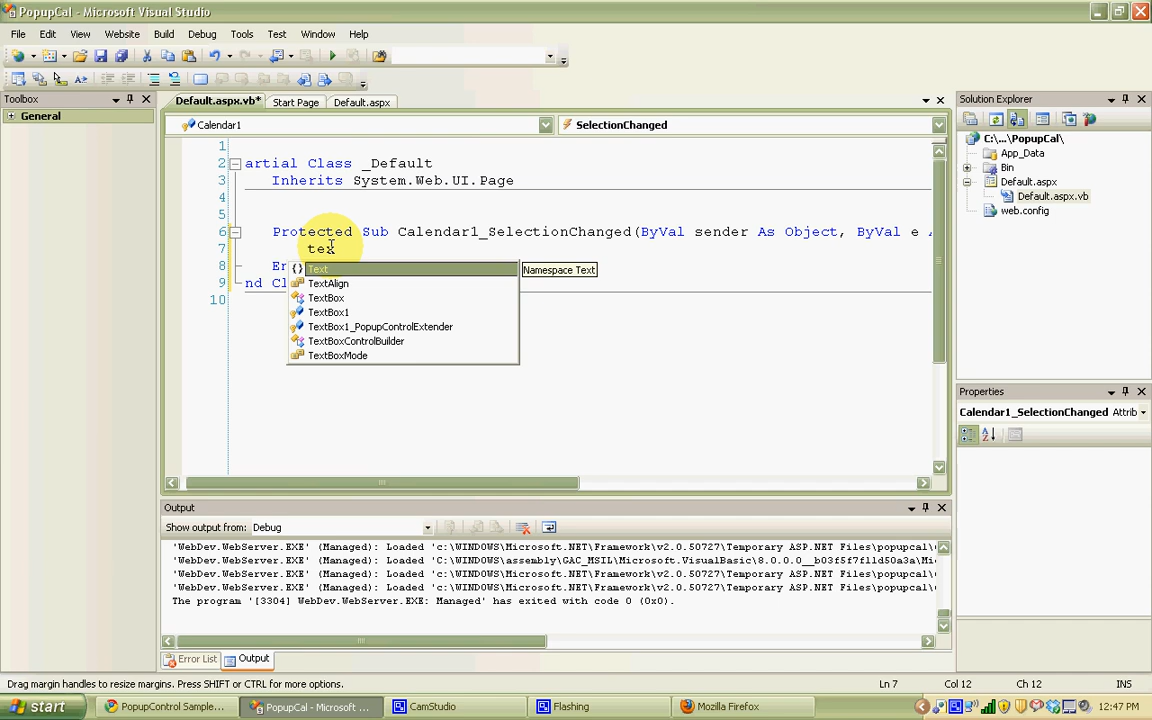 PopupCal - Microsoft Visual Studio
File Edit View Website Build Debug Tools Test Window Help
Toolbox
General
Default.aspx.vb* Start Page Default.aspx
Calendar1 SelectionChanged
1
2 artial Class _Default
3 Inherits System.Web.UI.Page
4
5
6 Protected Sub Calendar1_SelectionChanged(ByVal sender As Object, ByVal e
7 tex
8 En
9 nd Cl
10
Text
TextAlign
TextBox
TextBox1
TextBox1_PopupControlExtender
TextBoxControlBuilder
TextBoxMode
Namespace Text
Solution Explorer
C:\...\PopupCal\
App_Data
Bin
Default.aspx
Default.aspx.vb
web.config
Properties
Calendar1_SelectionChanged Attrib
Output
Show output from: Debug
'WebDev.WebServer.EXE' (Managed): Loaded 'c:\WINDOWS\Microsoft.NET\Framework\v2.0.50727\Temporary ASP.NET Files\popupcal\
'WebDev.WebServer.EXE' (Managed): Loaded 'C:\WINDOWS\assembly\GAC_MSIL\Microsoft.VisualBasic\8.0.0.0__b03f5f7f11d50a3a\Mi
'WebDev.WebServer.EXE' (Managed): Loaded 'c:\WINDOWS\Microsoft.NET\Framework\v2.0.50727\Temporary ASP.NET Files\popupcal\
'WebDev.WebServer.EXE' (Managed): Loaded 'c:\WINDOWS\Microsoft.NET\Framework\v2.0.50727\Temporary ASP.NET Files\popupcal\
The program '[3304] WebDev.WebServer.EXE: Managed' has exited with code 0 (0x0).
Error List Output
Drag margin handles to resize margins. Press SHIFT or CTRL for more options. Ln 7 Col 12 Ch 12 INS
start PopupControl Sample... PopupCal - Microsoft ... CamStudio Flashing Mozilla Firefox 12:47 PM